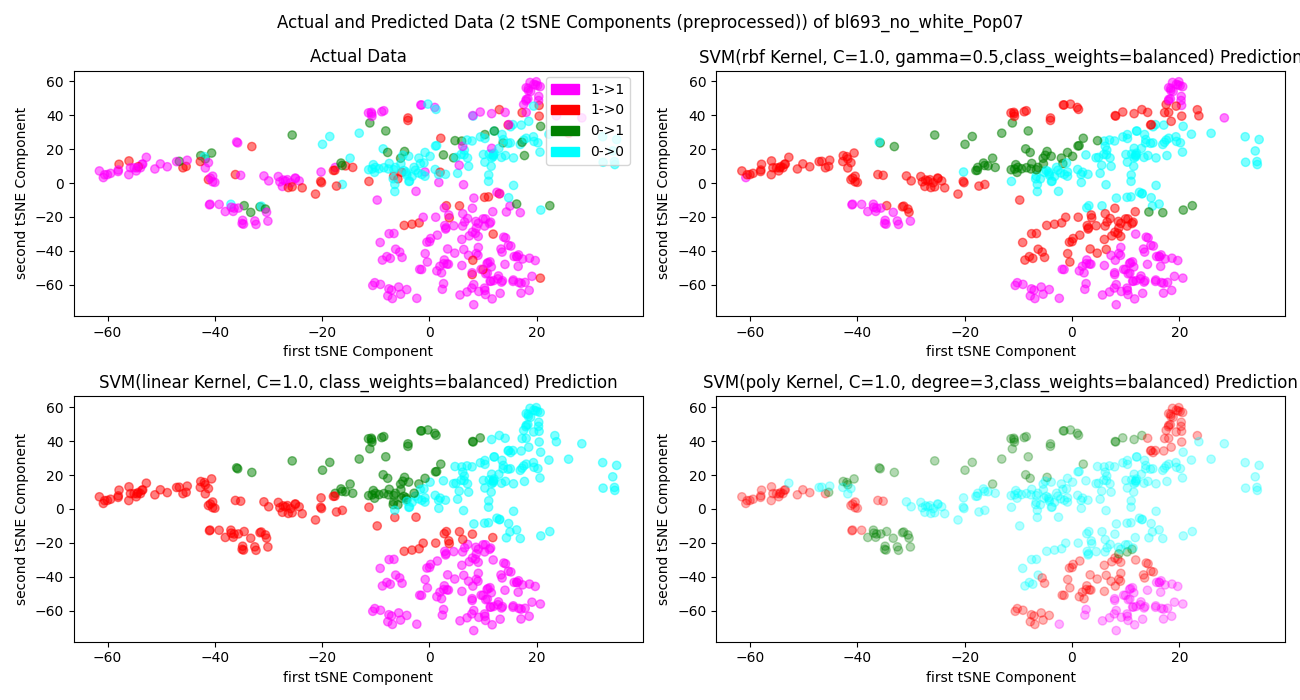 Actual and Predicted Data (2 tSNE Components (preprocessed)) of bl693_no_white_Pop07
Actual Data
60
40
20
0
−20
−40
−60
second tSNE Component
1->1
1->0
0->1
0->0
−60 −40 −20 0 20
first tSNE Component
SVM(rbf Kernel, C=1.0, gamma=0.5,class_weights=balanced) Prediction
60
40
20
0
−20
−40
−60
second tSNE Component
−60 −40 −20 0 20
first tSNE Component
SVM(linear Kernel, C=1.0, class_weights=balanced) Prediction
60
40
20
0
−20
−40
−60
second tSNE Component
−60 −40 −20 0 20
first tSNE Component
SVM(poly Kernel, C=1.0, degree=3,class_weights=balanced) Prediction
60
40
20
0
−20
−40
−60
second tSNE Component
−60 −40 −20 0 20
first tSNE Component